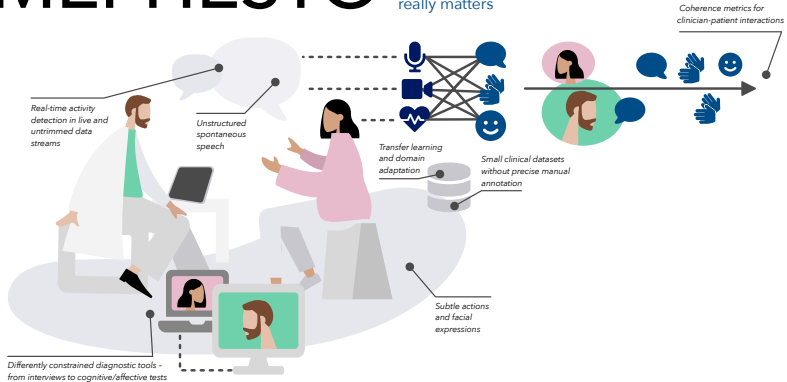 MEPHESTO
really matters
Coherence metrics for
clinician-patient interactions
Real-time activity
detection in live and
untrimmed data
streams
Unstructured
spontaneous
speech
Transfer learning
and domain
adaptation
Small clinical datasets
without precise manual
annotation
Subtle actions
and facial
expressions
Differently constrained diagnostic tools –
from interviews to cognitive/affective tests